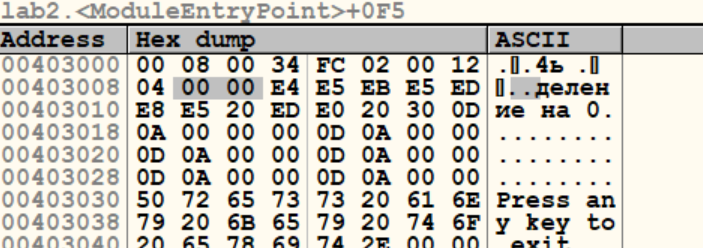 lab2.<ModuleEntryPoint>+0F5
Address Hex dump ASCII
00403000 00 08 00 34 FC 02 00 12 .▯.4ь .▯
00403008 04 00 00 E4 E5 EB E5 ED ▯..делен
00403010 E8 E5 20 ED E0 20 30 0D ие на 0.
00403018 0A 00 00 00 0D 0A 00 00 ........
00403020 0D 0A 00 00 0D 0A 00 00 ........
00403028 0D 0A 00 00 0D 0A 00 00 ........
00403030 50 72 65 73 73 20 61 6E Press an
00403038 79 20 6B 65 79 20 74 6F y key to
00403040 20 65 78 69 74 2E 00 00 exit